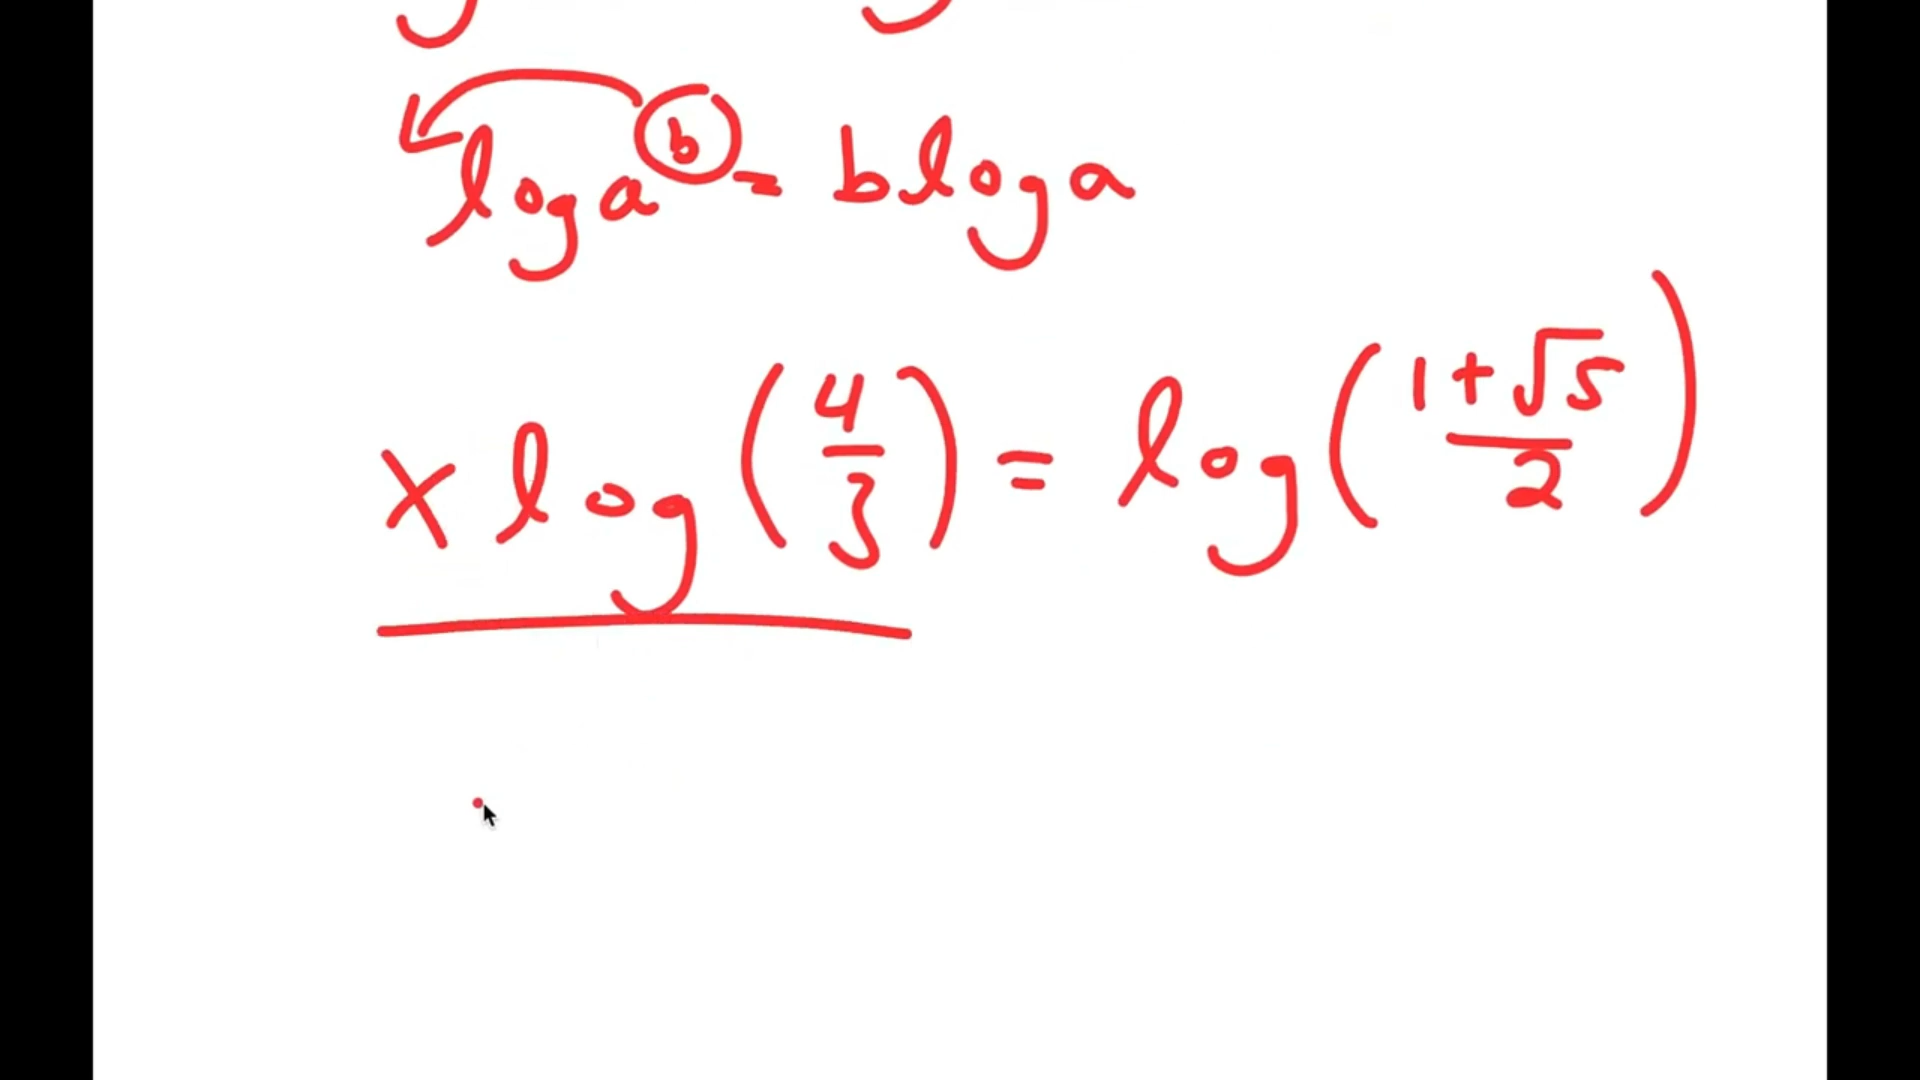 log a^b = b log a
x log (4/3) = log ((1+√5)/2)